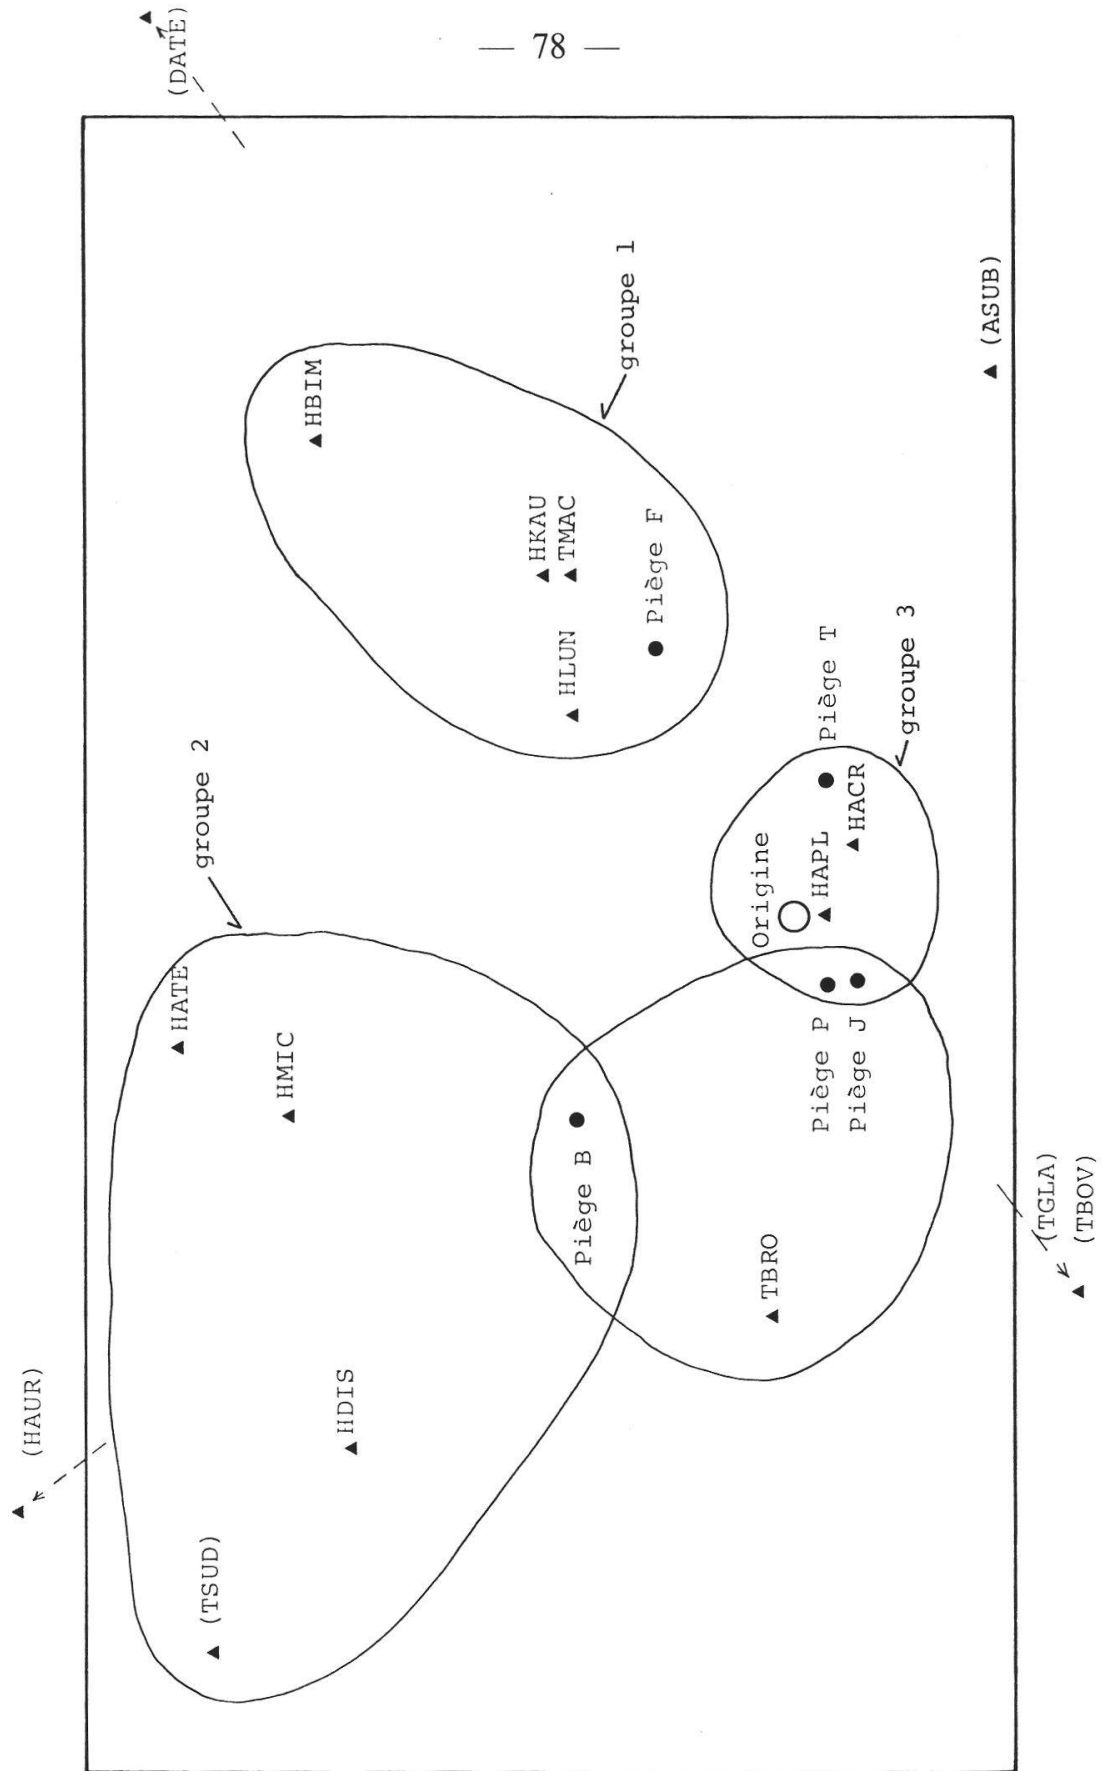 — 78 —
(DATE)
groupe 1
(ASUB)
HBIM
HKAU
TMAC
Piège F
HLUN
Piège T
groupe 3
groupe 2
Origine
HAPL
HACR
HATE
HMIC
Piège P
Piège J
Piège B
(TGLA)
(TBOV)
TBRO
(HAUR)
HDIS
(TSUD)